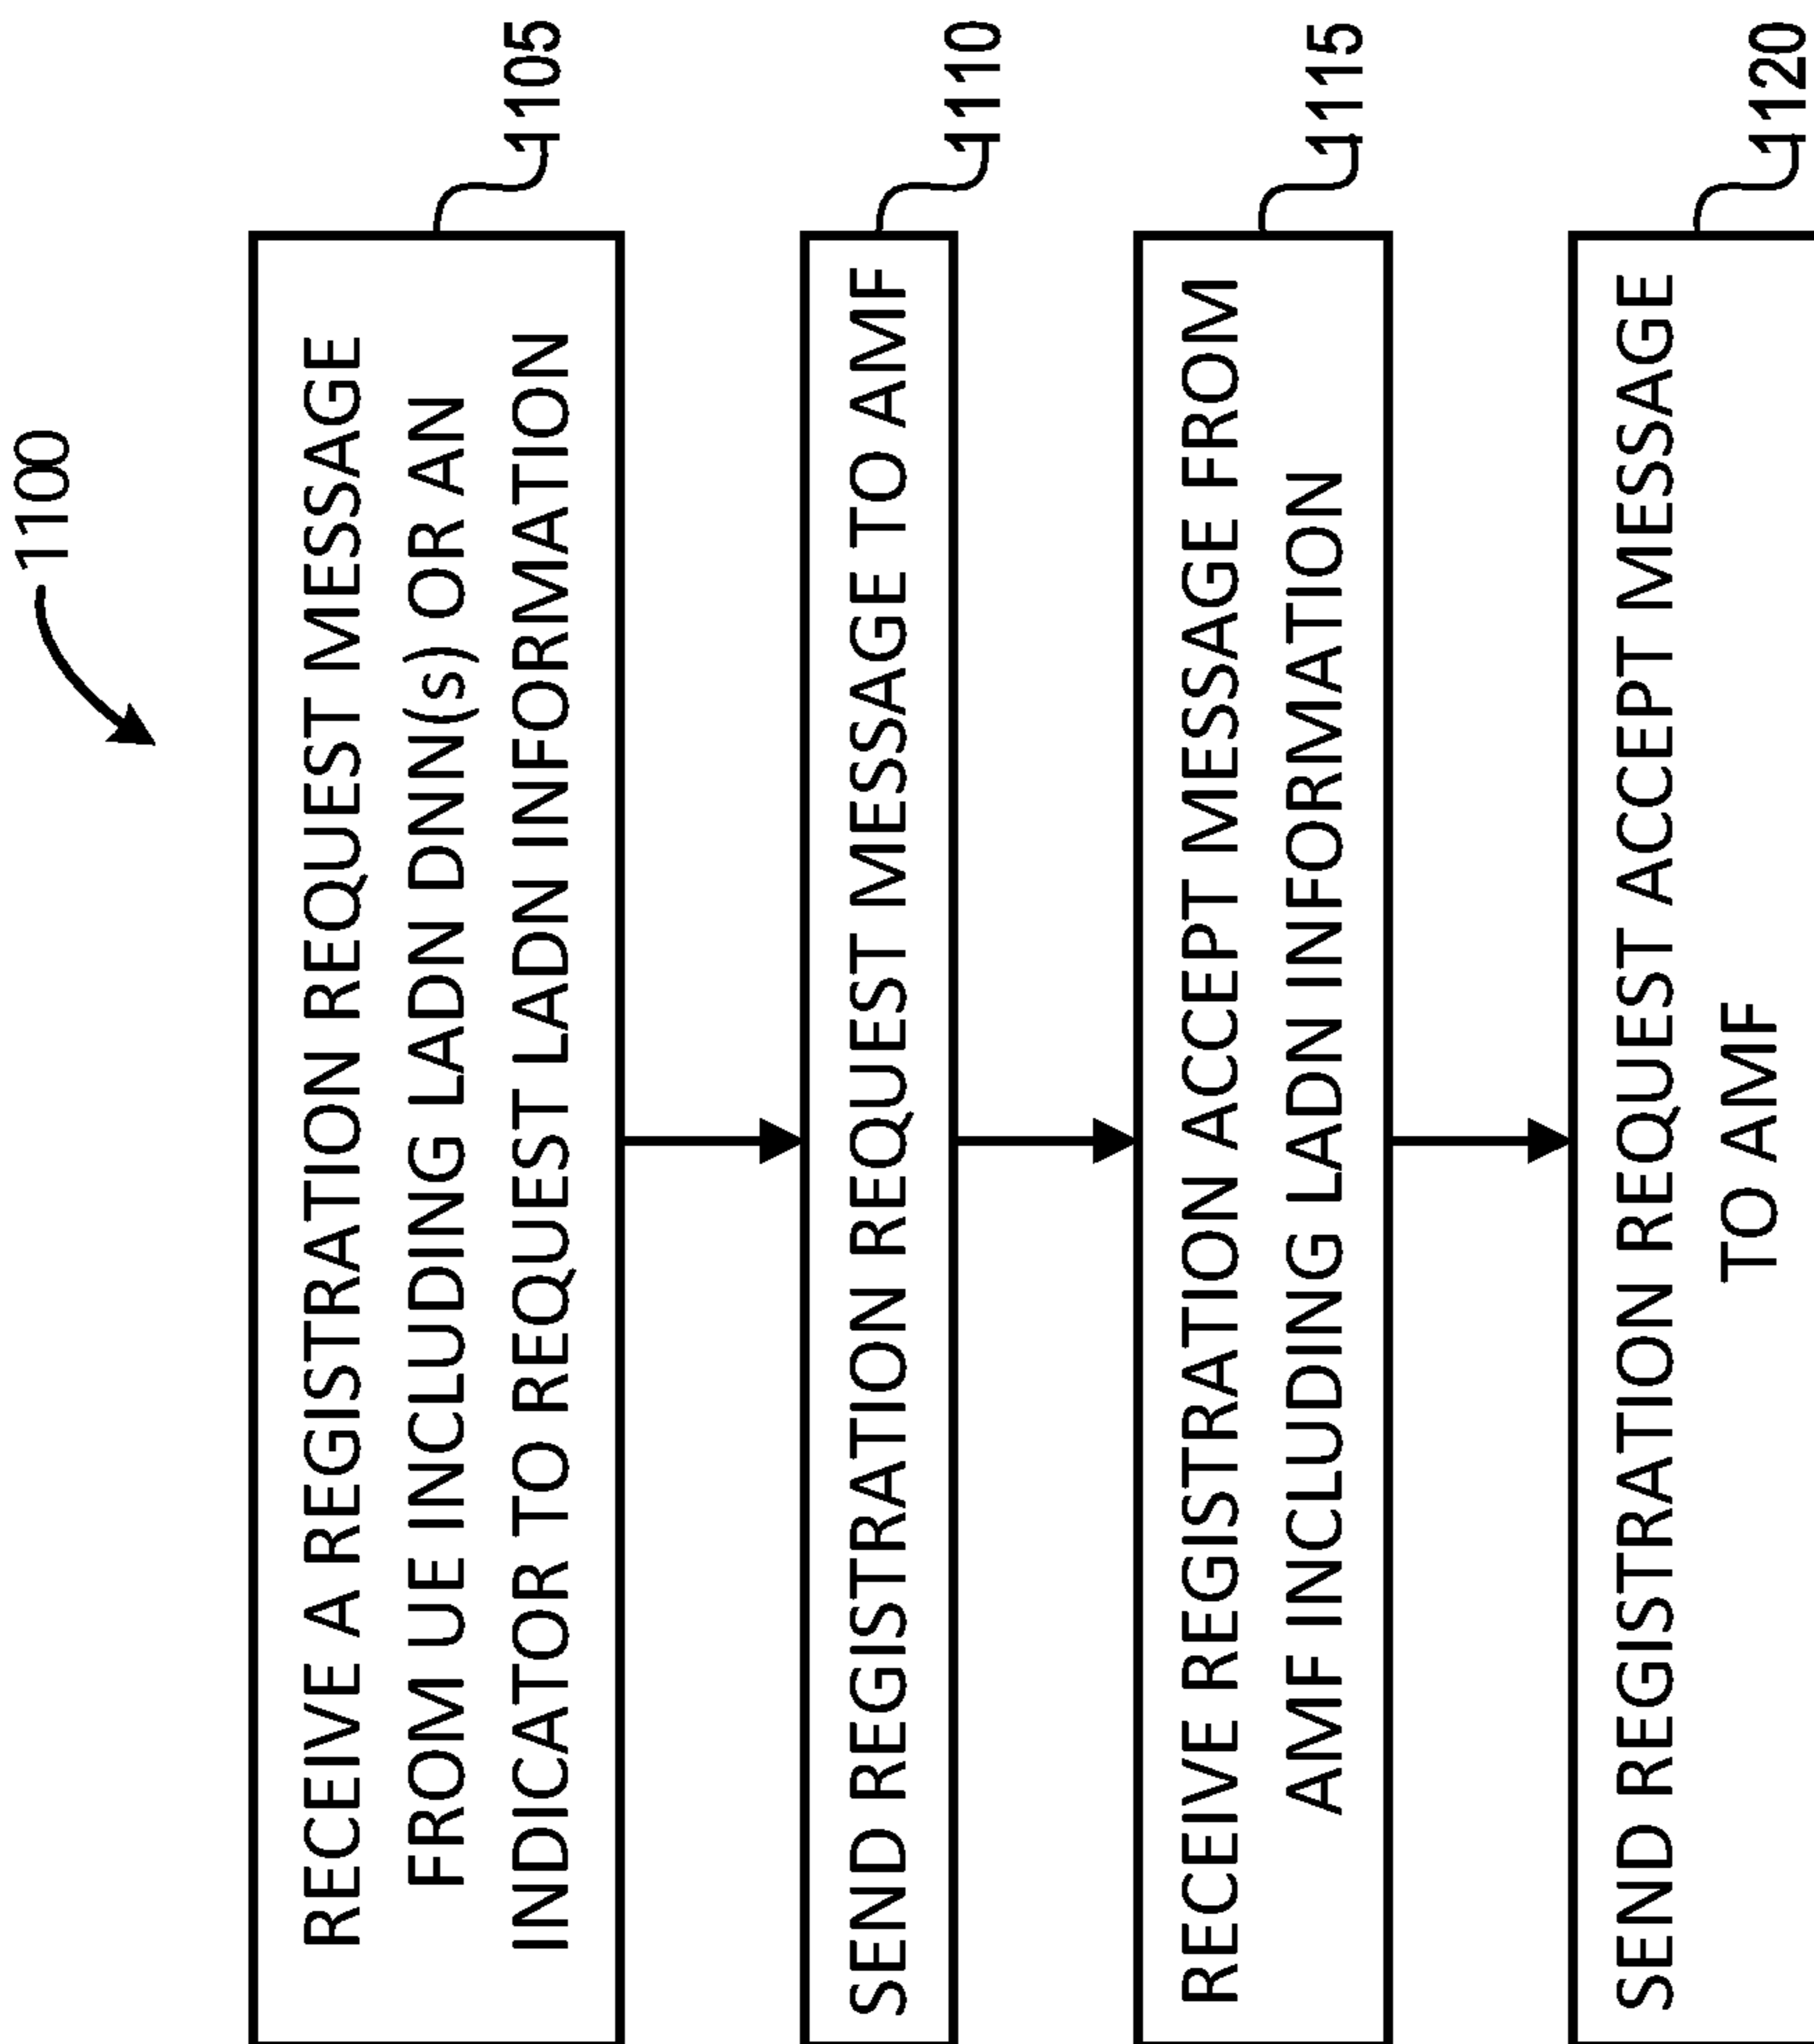 1100
RECEIVE A REGISTRATION REQUEST MESSAGE
FROM UE INCLUDING LADN DNN(s) OR AN
INDICATOR TO REQUEST LADN INFORMATION
1105
SEND REGISTRATION REQUEST MESSAGE TO AMF
1110
RECEIVE REGISTRATION ACCEPT MESSAGE FROM
AMF INCLUDING LADN INFORMATION
1115
SEND REGISTRATION REQUEST ACCEPT MESSAGE
TO AMF
1120